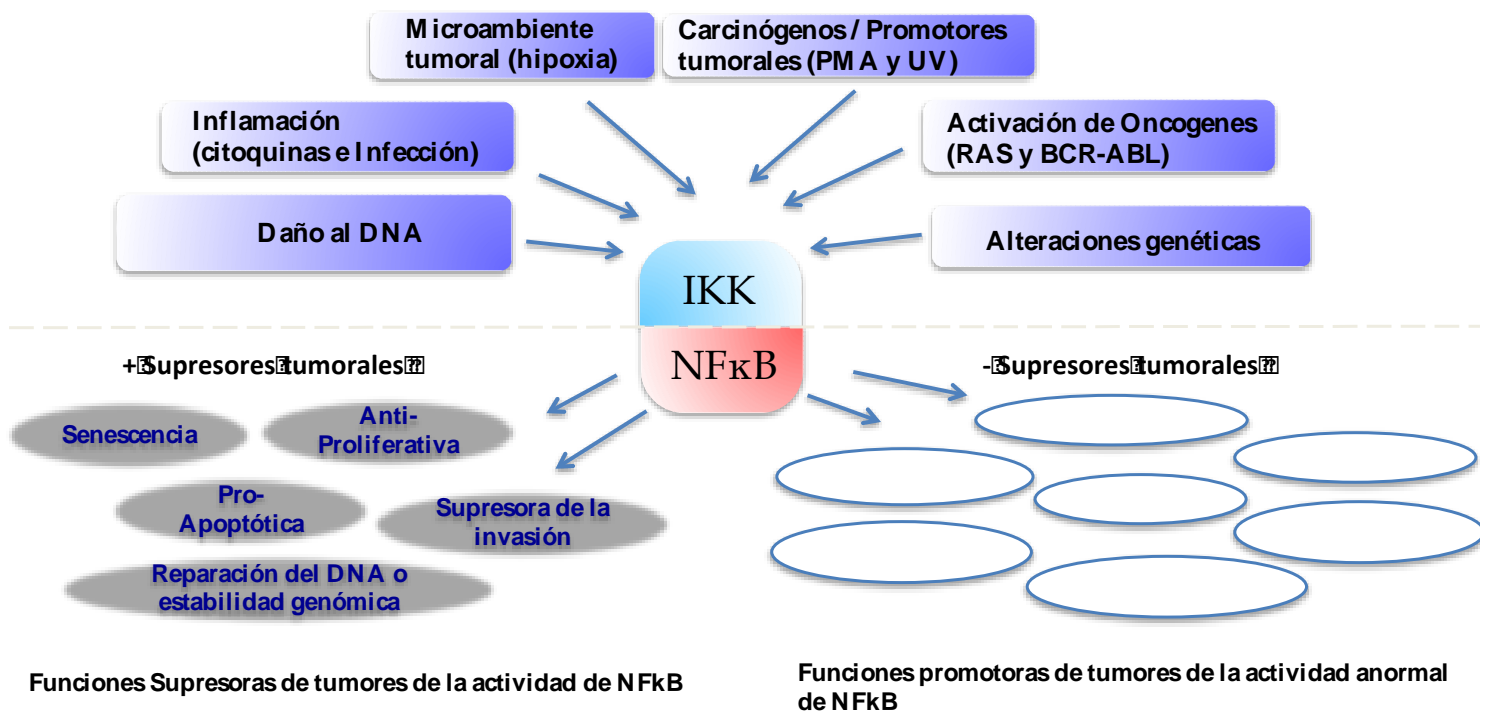 Microambiente
tumoral (hipoxia)
Carcinógenos / Promotores
tumorales (PMA y UV)
Inflamación
(citoquinas e Infección)
Activación de Oncogenes
(RAS y BCR-ABL)
Daño al DNA
Alteraciones genéticas
IKK
NFκB
+ Supresores tumorales
- Supresores tumorales
Senescencia
Anti-
Proliferativa
Pro-
Apoptótica
Supresora de la
invasión
Reparación del DNA o
estabilidad genómica
Funciones Supresoras de tumores de la actividad de NFkB
Funciones promotoras de tumores de la actividad anormal
de NFkB